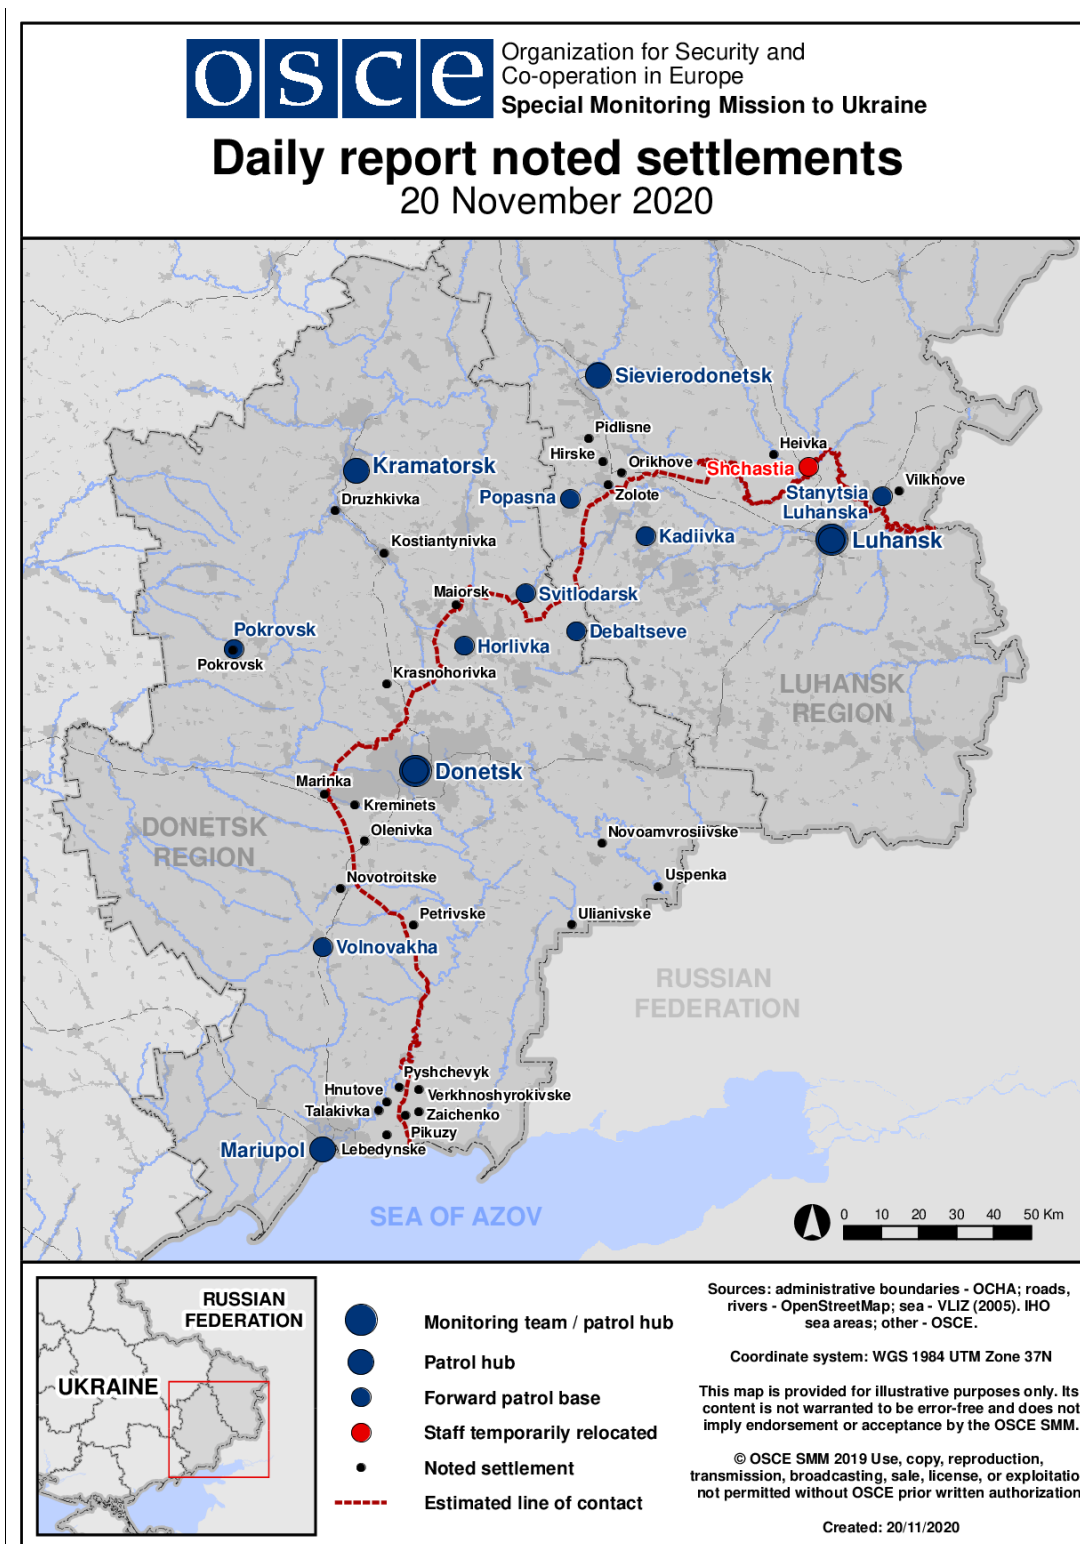 osce
Organization for Security and
Co-operation in Europe
Special Monitoring Mission to Ukraine
Daily report noted settlements
20 November 2020
Sievierodonetsk
Pidlisne
Heivka
Hirske
Orikhove
Shchastia
Kramatorsk
Vilkhove
Popasna
Zolote
Stanytsia
Luhanska
Druzhkivka
Kadiivka
Luhansk
Kostiantynivka
Maiorsk
Svitlodarsk
Pokrovsk
Debaltseve
Horlivka
Pokrovsk
Krasnohorivka
LUHANSK
REGION
Donetsk
Marinka
Kreminets
DONETSK
REGION
Olenivka
Novoamvrosiivske
Novotroitske
Uspenka
Petrivske
Ulianivske
Volnovakha
RUSSIAN
FEDERATION
Pyshchevyk
Hnutove
Verkhnoshyrokivske
Talakivka
Zaichenko
Pikuzy
Mariupol
Lebedynske
SEA OF AZOV
0 10 20 30 40 50 Km
RUSSIAN
FEDERATION
UKRAINE
Monitoring team / patrol hub
Patrol hub
Forward patrol base
Staff temporarily relocated
Noted settlement
Estimated line of contact
Sources: administrative boundaries - OCHA; roads,
rivers - OpenStreetMap; sea - VLIZ (2005). IHO
sea areas; other - OSCE.
Coordinate system: WGS 1984 UTM Zone 37N
This map is provided for illustrative purposes only. Its
content is not warranted to be error-free and does not
imply endorsement or acceptance by the OSCE SMM.
© OSCE SMM 2019 Use, copy, reproduction,
transmission, broadcasting, sale, license, or exploitatio
not permitted without OSCE prior written authorization
Created: 20/11/2020